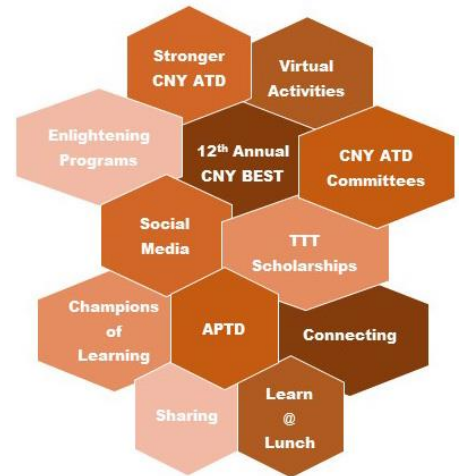 Stronger
CNY ATD
Virtual
Activities
Enlightening
Programs
12th Annual
CNY BEST
CNY ATD
Committees
Social
Media
TTT
Scholarships
Champions
of
Learning
APTD
Connecting
Sharing
Learn
@
Lunch